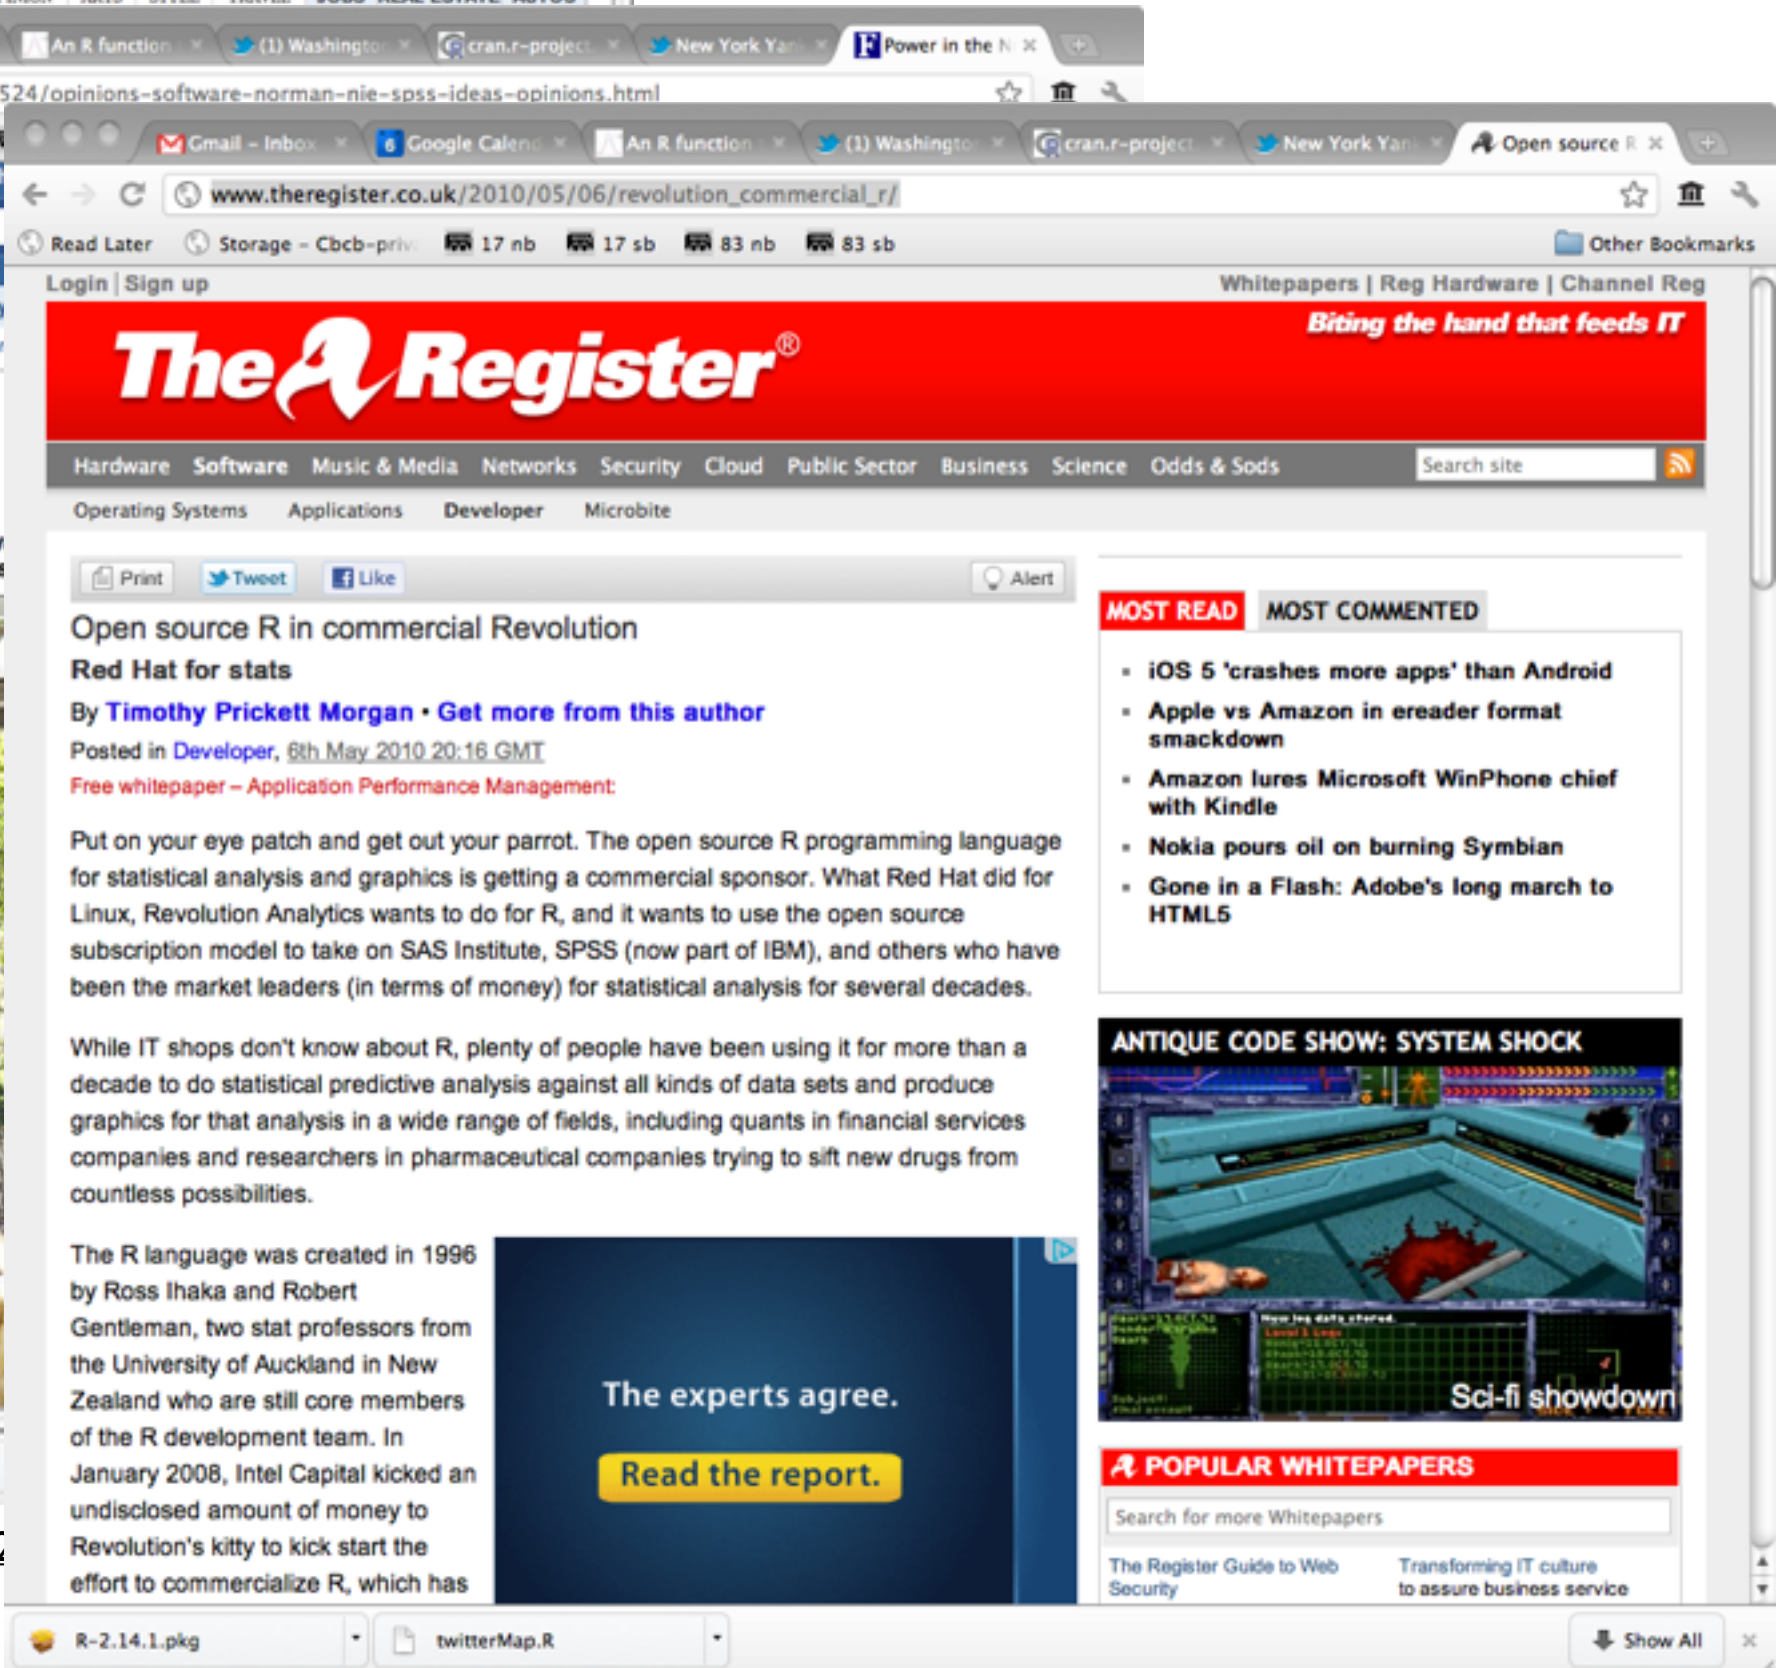 JOBS REAL ESTATE AUTOS
An R function
(1) Washingto
cran.r-project
New York Yan
Power in the N
524/opinions-software-norman-nie-spss-ideas-opinions.html
Gmail - Inbox
6
Google Calend
An R function
(1) Washingto
cran.r-project
New York Yan
Open source R
www.theregister.co.uk/2010/05/06/revolution_commercial_r/
Read Later
Storage - Cbcb-priv
17 nb
17 sb
83 nb
83 sb
Other Bookmarks
Login | Sign up
Whitepapers | Reg Hardware | Channel Reg
The Register®
Biting the hand that feeds IT
Hardware Software Music & Media Networks Security Cloud Public Sector Business Science Odds & Sods
Search site
Operating Systems Applications Developer Microbite
Print
Tweet
Like
Alert
Open source R in commercial Revolution
Red Hat for stats
By Timothy Prickett Morgan • Get more from this author
Posted in Developer, 6th May 2010 20:16 GMT
Free whitepaper – Application Performance Management:
Put on your eye patch and get out your parrot. The open source R programming language
for statistical analysis and graphics is getting a commercial sponsor. What Red Hat did for
Linux, Revolution Analytics wants to do for R, and it wants to use the open source
subscription model to take on SAS Institute, SPSS (now part of IBM), and others who have
been the market leaders (in terms of money) for statistical analysis for several decades.
While IT shops don't know about R, plenty of people have been using it for more than a
decade to do statistical predictive analysis against all kinds of data sets and produce
graphics for that analysis in a wide range of fields, including quants in financial services
companies and researchers in pharmaceutical companies trying to sift new drugs from
countless possibilities.
The R language was created in 1996
by Ross Ihaka and Robert
Gentleman, two stat professors from
the University of Auckland in New
Zealand who are still core members
of the R development team. In
January 2008, Intel Capital kicked an
undisclosed amount of money to
Revolution's kitty to kick start the
effort to commercialize R, which has
The experts agree.
Read the report.
MOST READ
MOST COMMENTED
iOS 5 'crashes more apps' than Android
Apple vs Amazon in ereader format
smackdown
Amazon lures Microsoft WinPhone chief
with Kindle
Nokia pours oil on burning Symbian
Gone in a Flash: Adobe's long march to
HTML5
ANTIQUE CODE SHOW: SYSTEM SHOCK
Sci-fi showdown
POPULAR WHITEPAPERS
Search for more Whitepapers
The Register Guide to Web
Security
Transforming IT culture
to assure business service
R-2.14.1.pkg
twitterMap.R
Show All